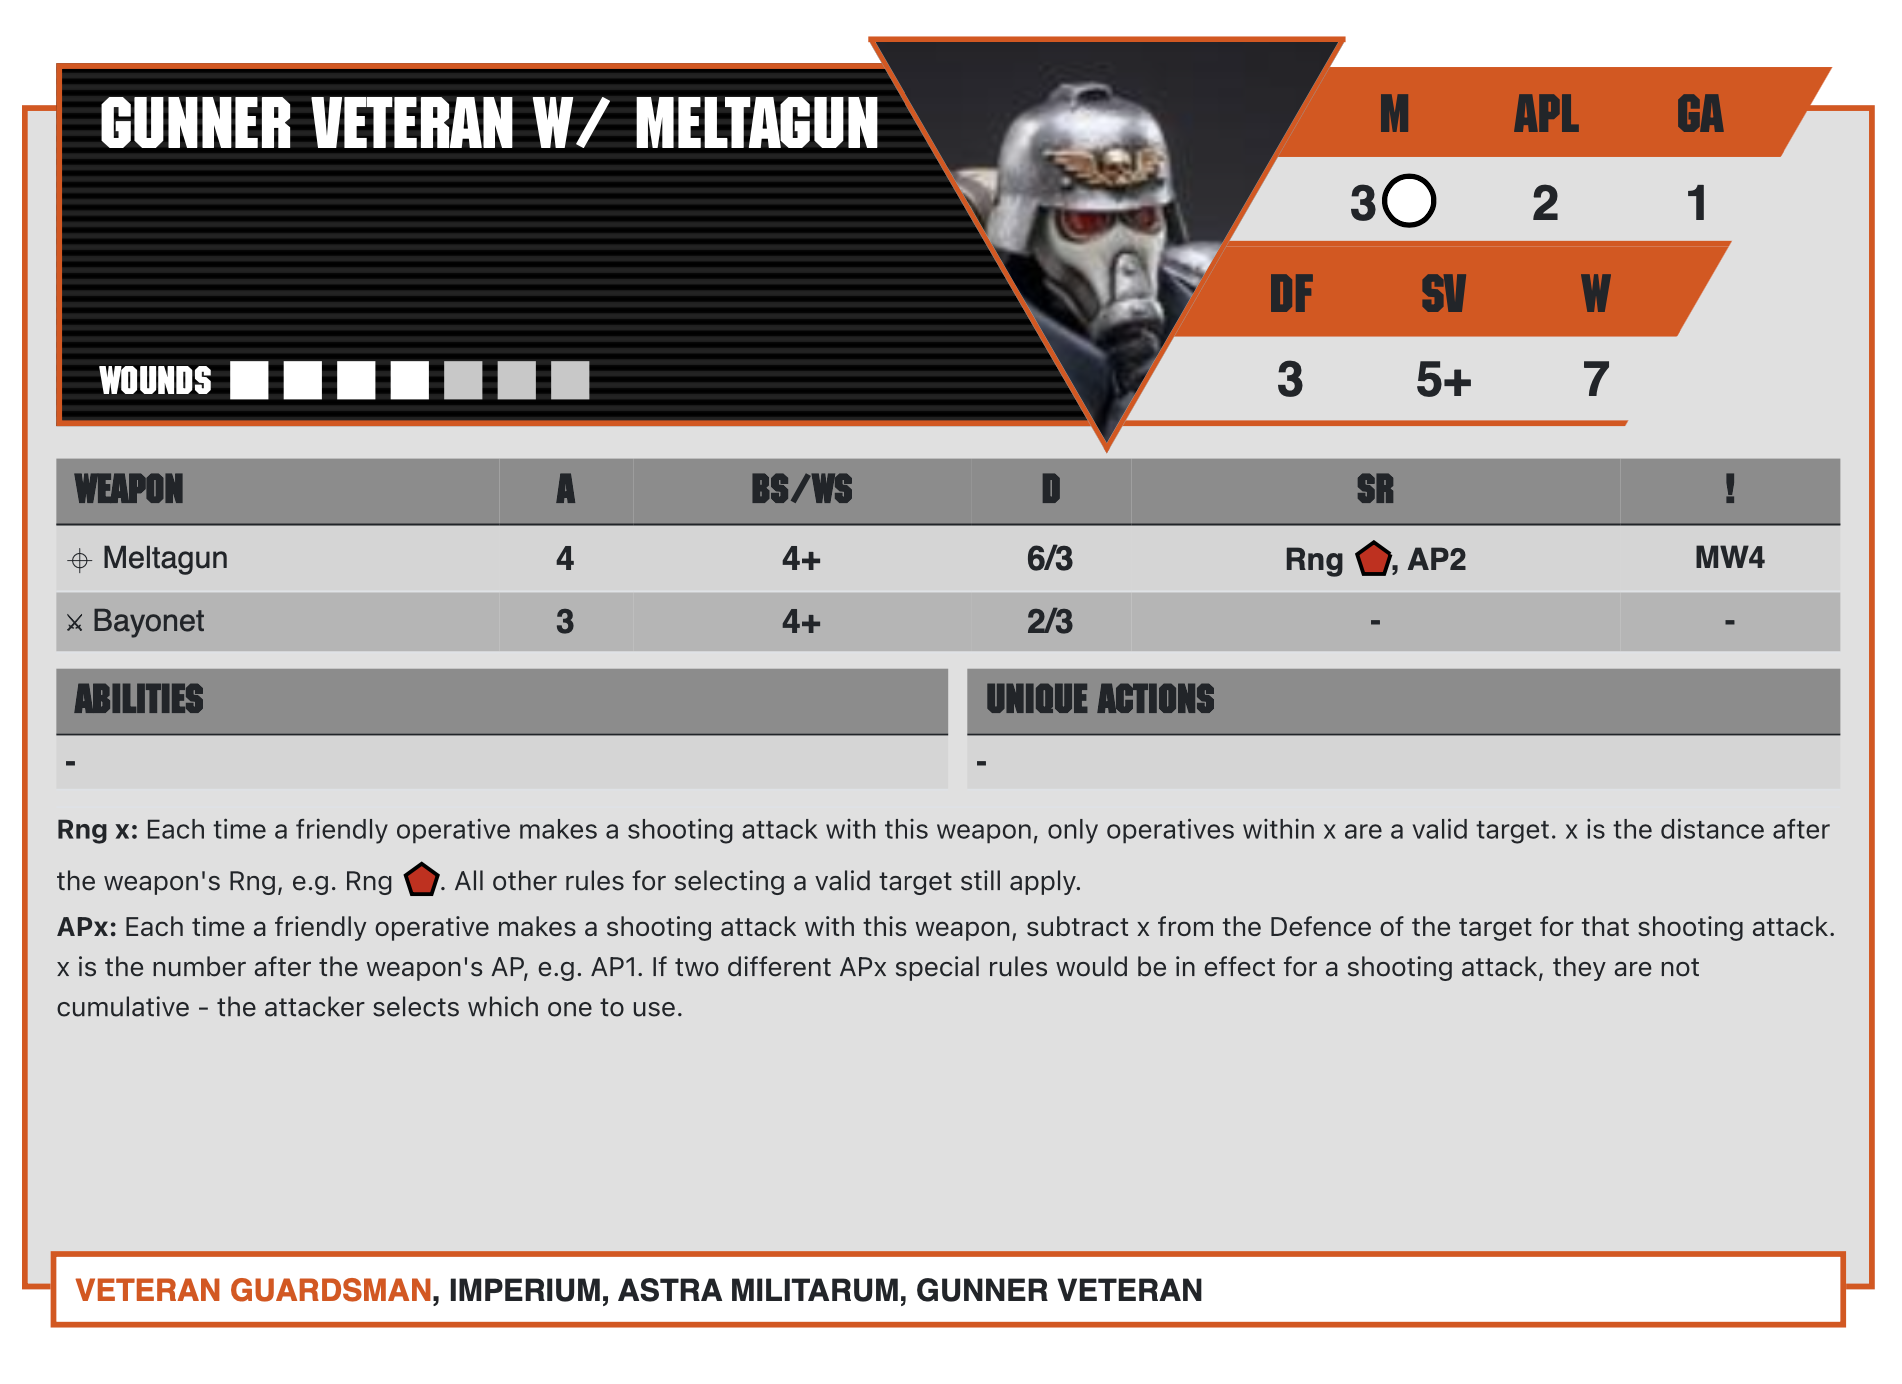 GUNNER VETERAN W/ MELTAGUN
M APL GA
3 2 1
DF SV W
3 5+ 7
WOUNDS
WEAPON A BS/WS D SR !
Meltagun 4 4+ 6/3 Rng , AP2 MW4
Bayonet 3 4+ 2/3 - -
ABILITIES UNIQUE ACTIONS
- -
Rng x: Each time a friendly operative makes a shooting attack with this weapon, only operatives within x are a valid target. x is the distance after
the weapon's Rng, e.g. Rng . All other rules for selecting a valid target still apply.
APx: Each time a friendly operative makes a shooting attack with this weapon, subtract x from the Defence of the target for that shooting attack.
x is the number after the weapon's AP, e.g. AP1. If two different APx special rules would be in effect for a shooting attack, they are not
cumulative - the attacker selects which one to use.
VETERAN GUARDSMAN, IMPERIUM, ASTRA MILITARUM, GUNNER VETERAN